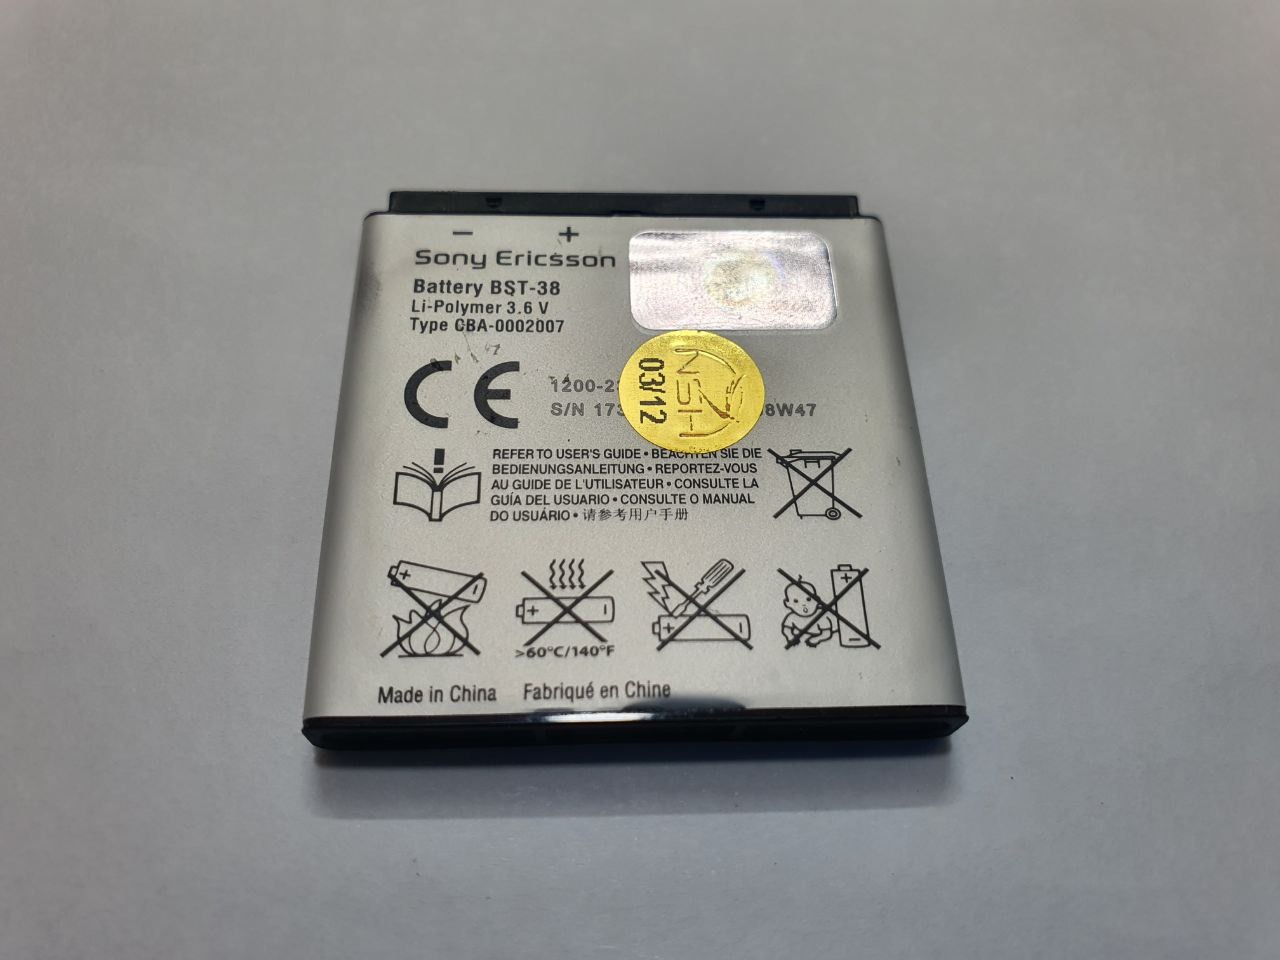 − +
Sony Ericsson
Battery BST-38
Li-Polymer 3.6 V
Type CBA-0002007
CE
03/12
NSH
REFER TO USER'S GUIDE • BEACHTEN SIE DIE
BEDIENUNGSANLEITUNG • REPORTEZ-VOUS
AU GUIDE DE L'UTILISATEUR • CONSULTE LA
GUÍA DEL USUARIO • CONSULTE O MANUAL
DO USUÁRIO • 请参考用户手册
>60°C/140°F
Made in China Fabriqué en Chine